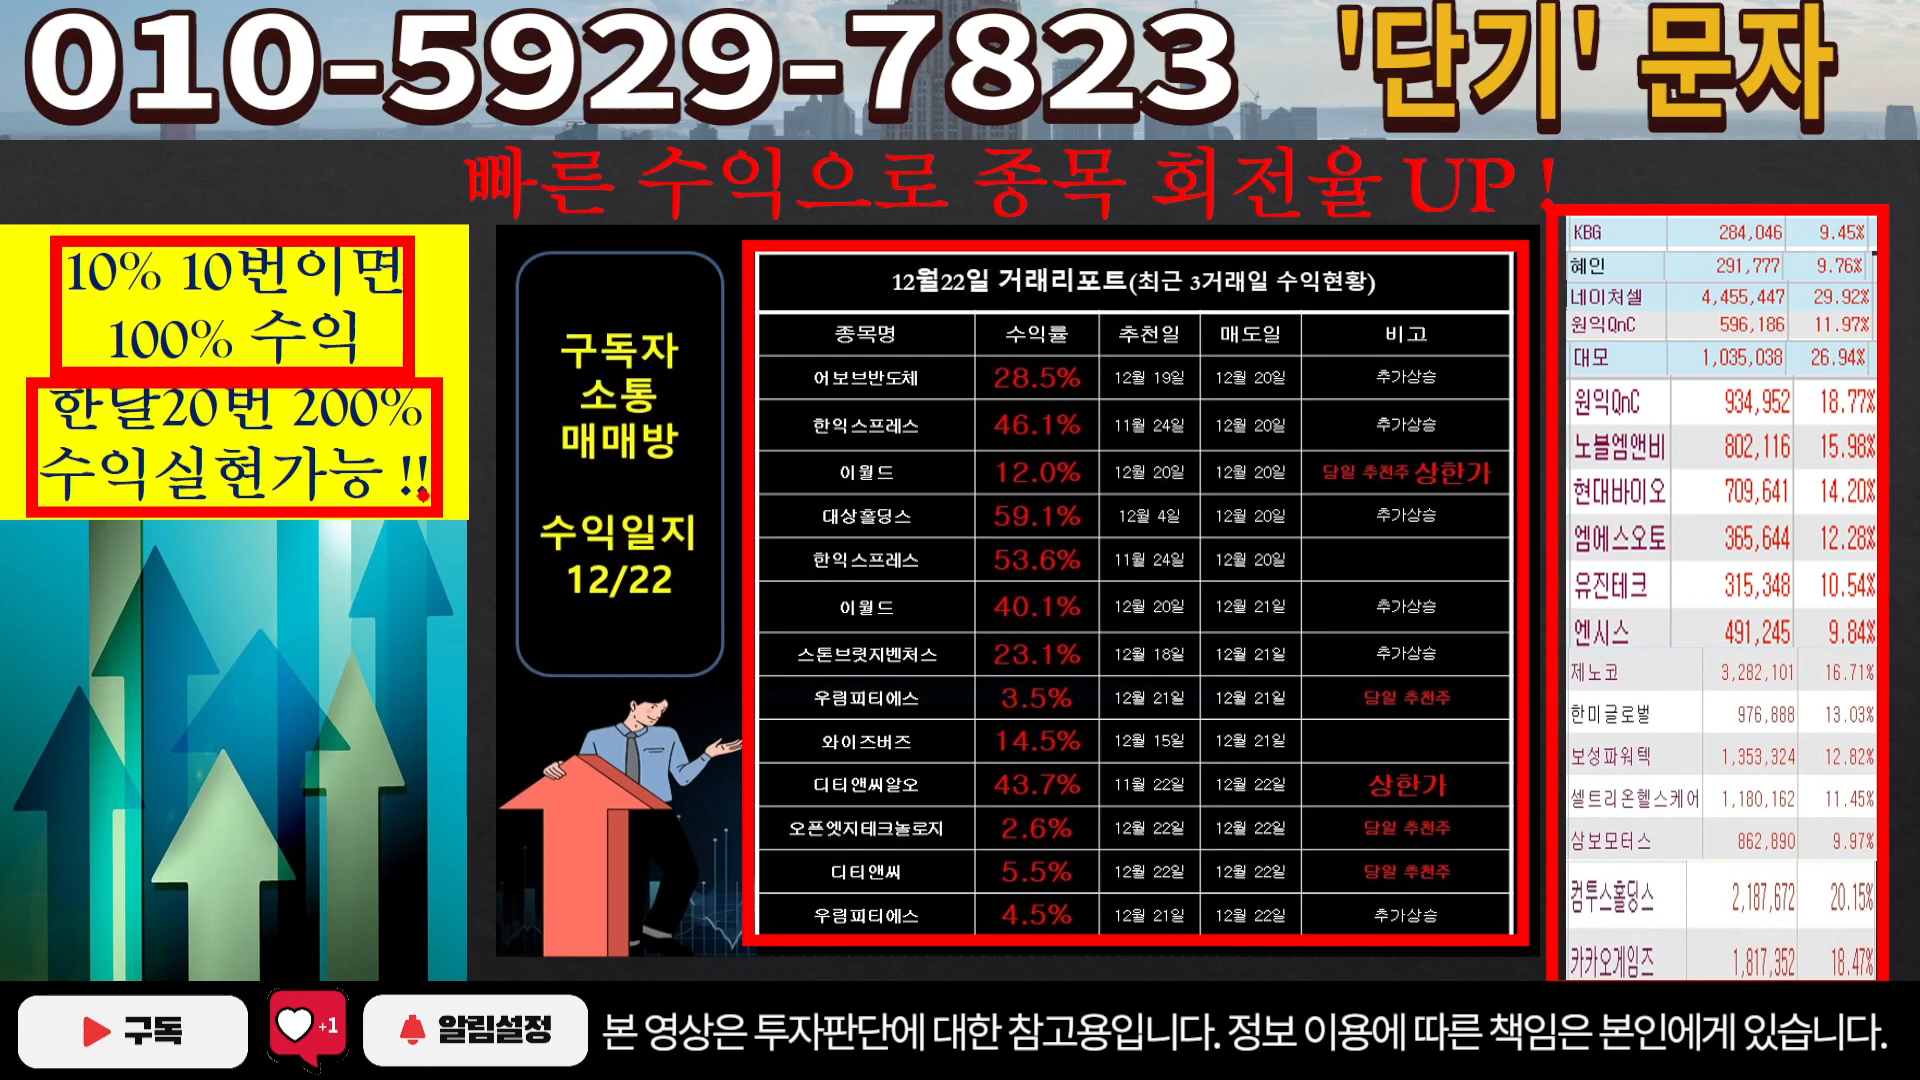 010-5929-7823 '단기' 문자
빠른 수익으로 종목 회전율 UP !
10% 10번이면
100% 수익
한달20번 200%
수익실현가능 !!
구독자
소통
매매방
수익일지
12/22
12월22일 거래리포트(최근 3거래일 수익현황)
종목명 수익률 추천일 매도일 비고
어보브반도체 28.5% 12월 19일 12월 20일 추가상승
한익스프레스 46.1% 11월 24일 12월 20일 추가상승
이월드 12.0% 12월 20일 12월 20일 당일 추천주 상한가
대상홀딩스 59.1% 12월 4일 12월 20일 추가상승
한익스프레스 53.6% 11월 24일 12월 20일
이월드 40.1% 12월 20일 12월 21일 추가상승
스톤브릿지벤처스 23.1% 12월 18일 12월 21일 추가상승
우림피티에스 3.5% 12월 21일 12월 21일 당일 추천주
와이즈버즈 14.5% 12월 15일 12월 21일
디티앤씨알오 43.7% 11월 22일 12월 22일 상한가
오픈엣지테크놀로지 2.6% 12월 22일 12월 22일 당일 추천주
디티앤씨 5.5% 12월 22일 12월 22일 당일 추천주
우림피티에스 4.5% 12월 21일 12월 22일 추가상승
KBG 284,046 9.45%
혜인 291,777 9.76%
네이처셀 4,455,447 29.92%
원익QnC 596,186 11.97%
대모 1,035,038 26.94%
원익QnC 934,952 18.77%
노블엠앤비 802,116 15.98%
현대바이오 709,641 14.20%
엠에스오토 365,644 12.28%
유진테크 315,348 10.54%
엔시스 491,245 9.84%
제노코 3,282,101 16.71%
한미글로벌 976,888 13.03%
보성파워텍 1,353,324 12.82%
셀트리온헬스케어 1,180,162 11.45%
상보모터스 862,890 9.97%
컴투스홀딩스 2,187,672 20.15%
카카오게임즈 1,817,352 18.47%
구독 +1 알림설정 본 영상은 투자판단에 대한 참고용입니다. 정보 이용에 따른 책임은 본인에게 있습니다.